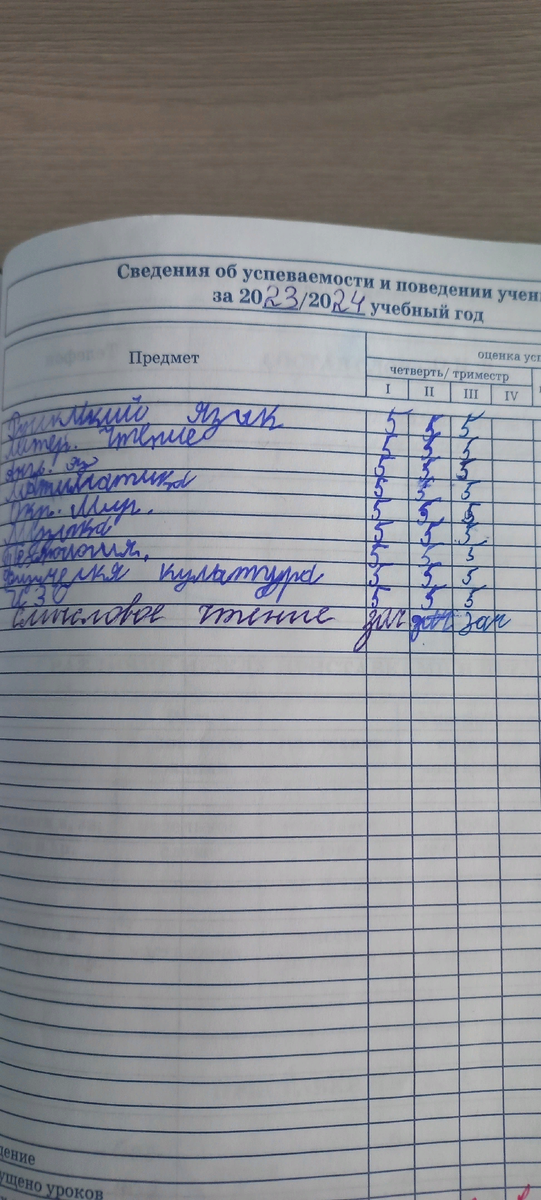 Сведения об успеваемости и поведении учен
за 2023/2024 учебный год
Предмет
оценка усп
четверть/ триместр
I II III IV
язык 5 5 5
Литер. чтение 5 5 5
Англ. яз 5 5 5
Математика 5 5 5
Окр. мир. 5 5 5
Музыка 5 5 5
Технология. 5 5 5
культура 5 5 5
ИЗО 5 5 5
Смысловое чтение зач зач зач
дение
ущено уроков